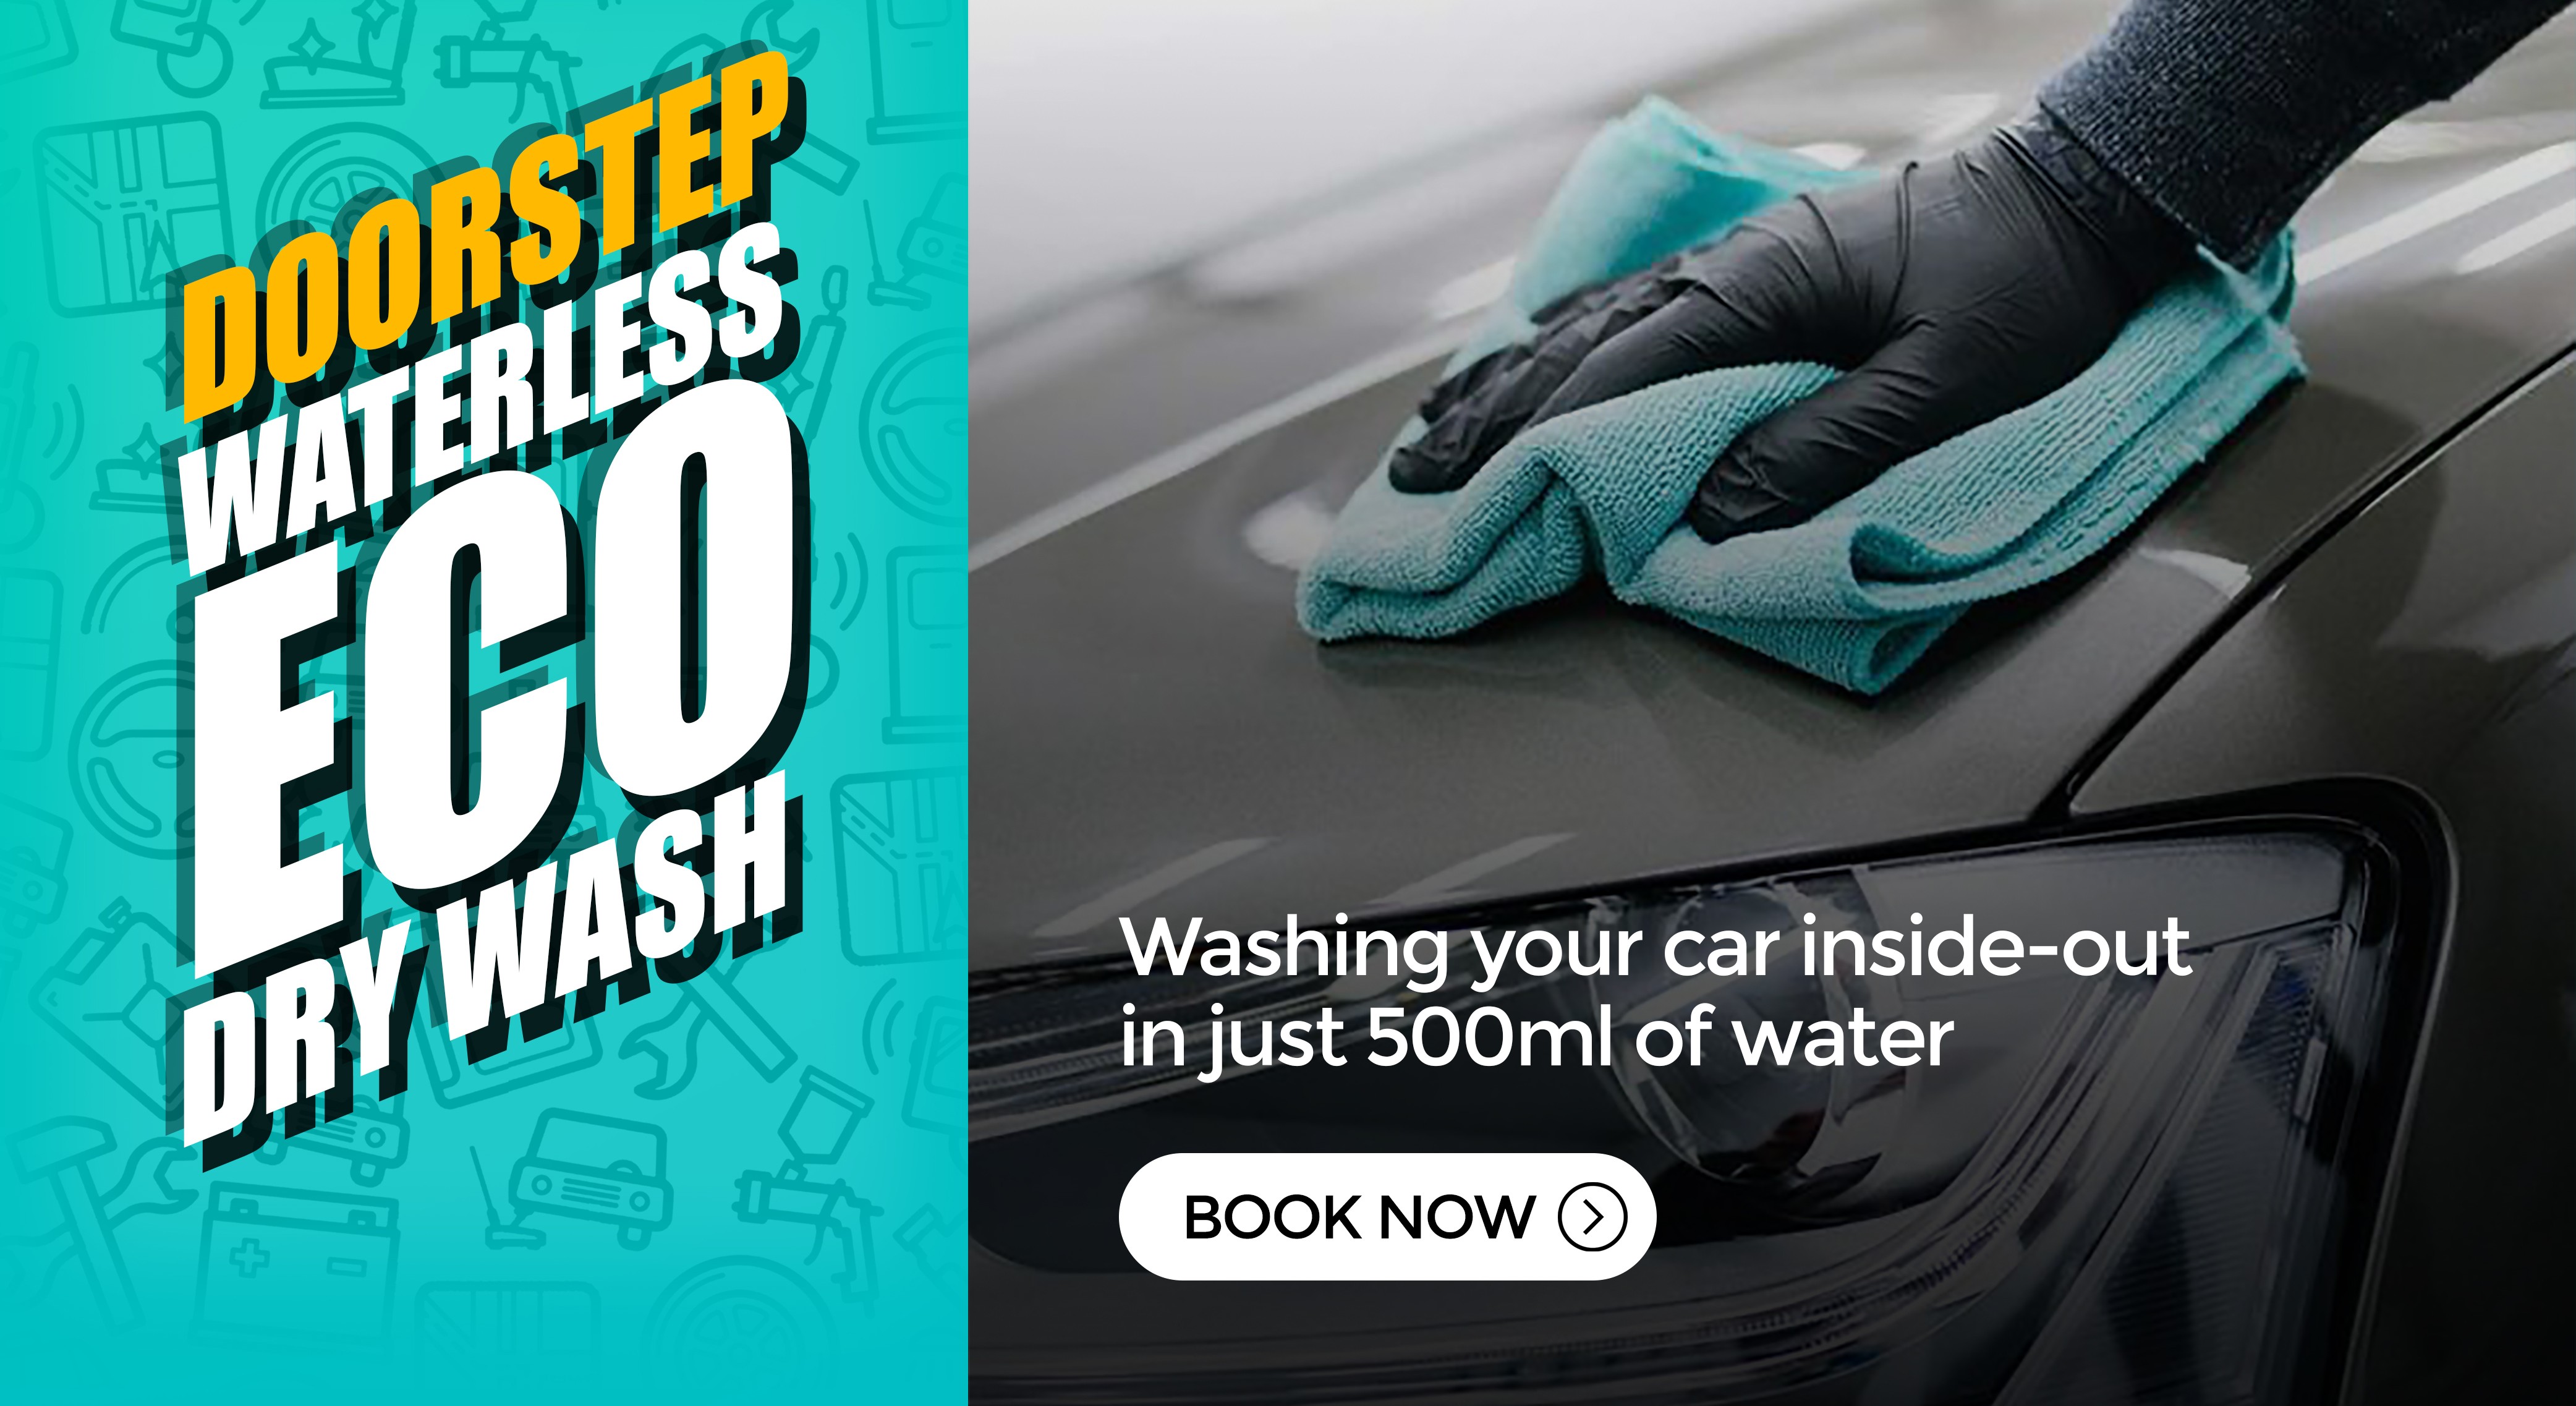 DOORSTEP
WATERLESS
ECO
DRY WASH
Washing your car inside-out
in just 500ml of water
BOOK NOW